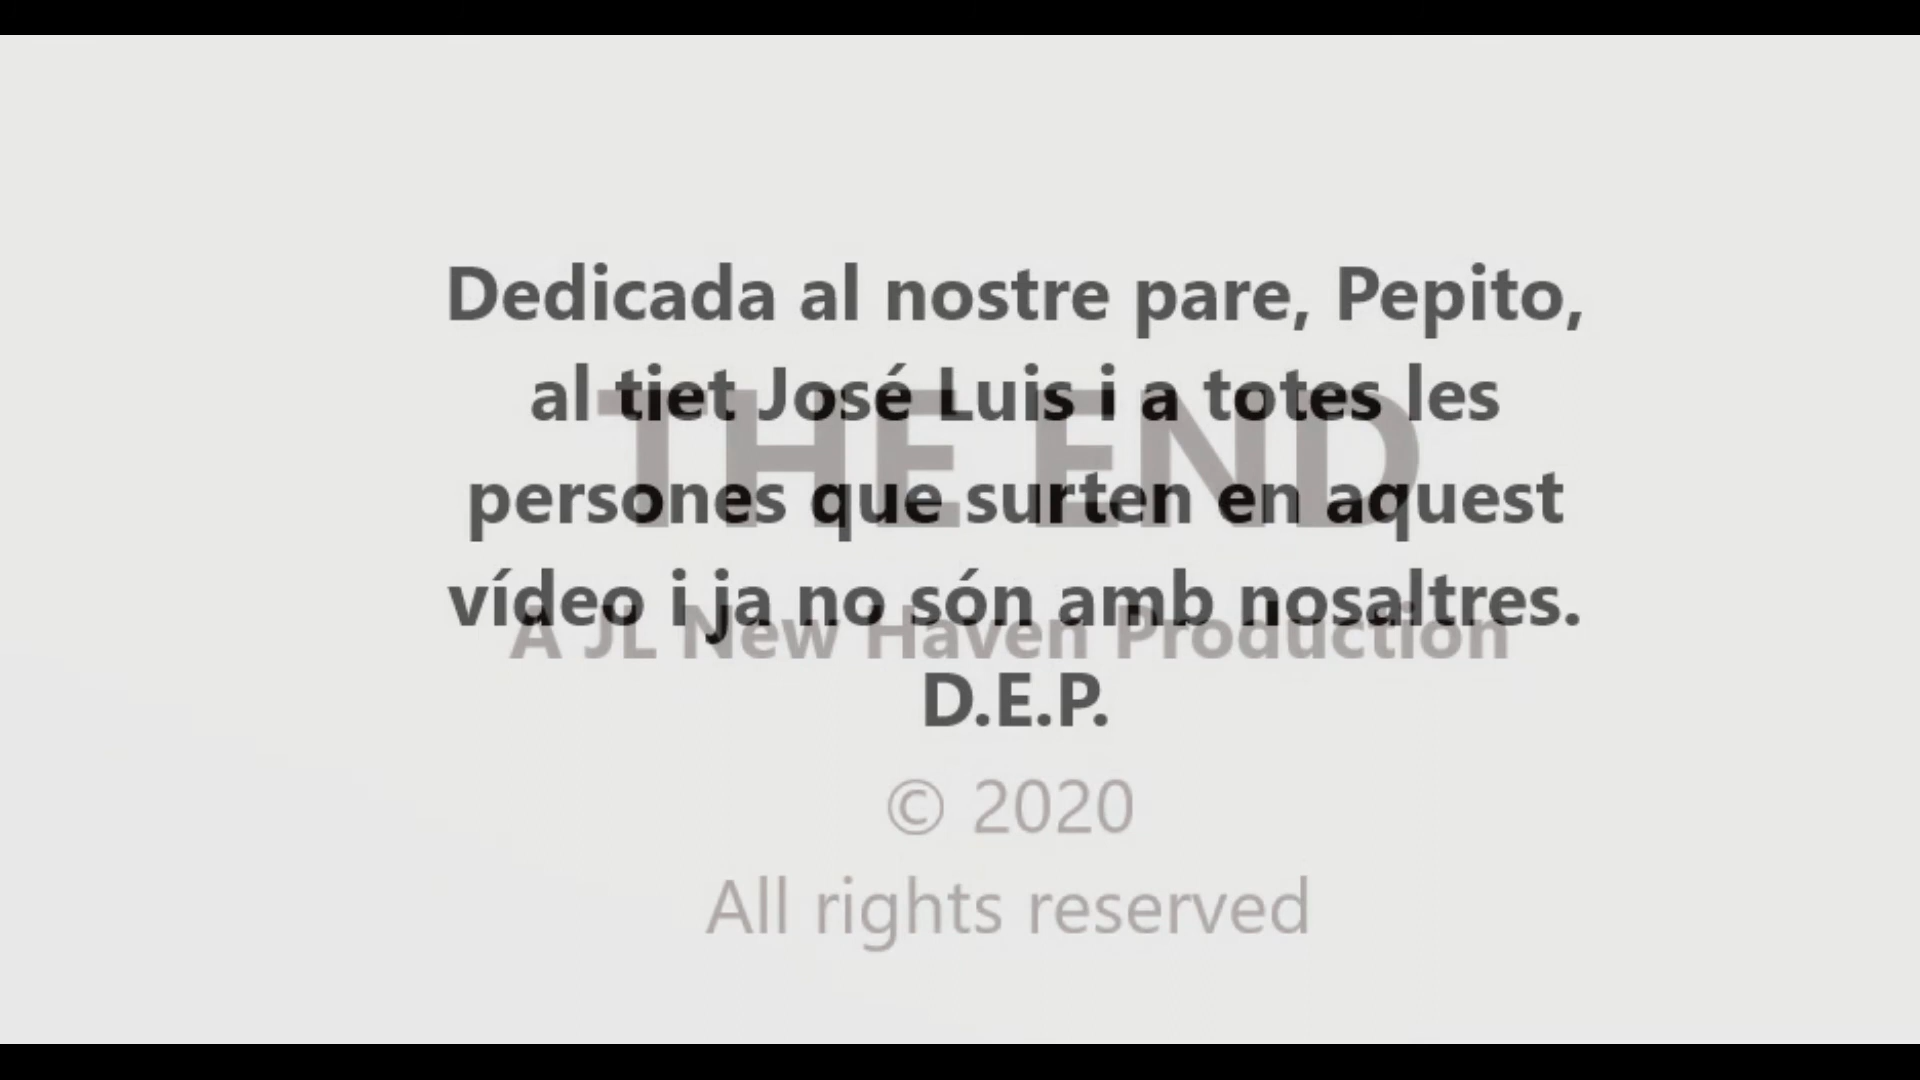 Dedicada al nostre pare, Pepito,
al tiet José Luis i a totes les
persones que surten en aquest
vídeo i ja no són amb nosaltres.
D.E.P.
THE END
A JL New Haven Production
© 2020
All rights reserved